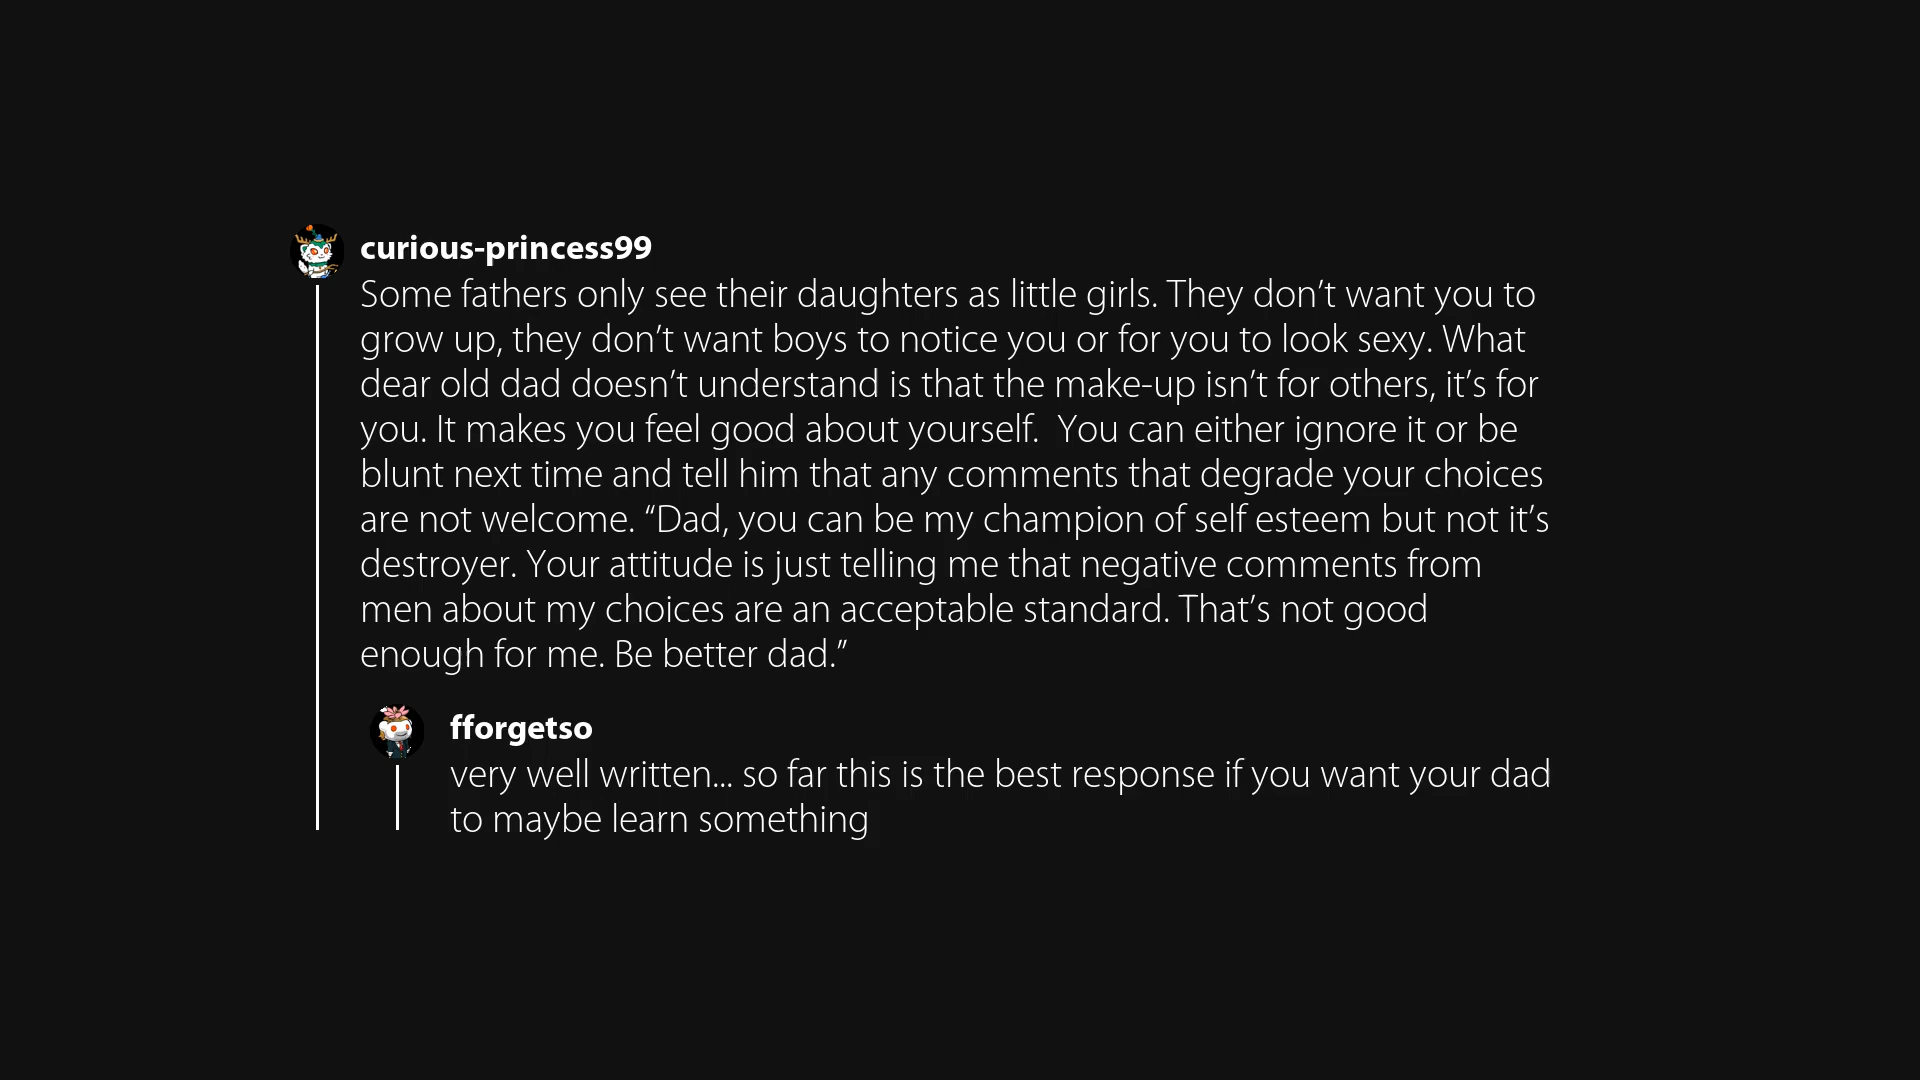 curious-princess99
Some fathers only see their daughters as little girls. They don’t want you to
grow up, they don’t want boys to notice you or for you to look sexy. What
dear old dad doesn’t understand is that the make-up isn’t for others, it’s for
you. It makes you feel good about yourself.  You can either ignore it or be
blunt next time and tell him that any comments that degrade your choices
are not welcome. “Dad, you can be my champion of self esteem but not it’s
destroyer. Your attitude is just telling me that negative comments from
men about my choices are an acceptable standard. That’s not good
enough for me. Be better dad.”
fforgetso
very well written... so far this is the best response if you want your dad
to maybe learn something